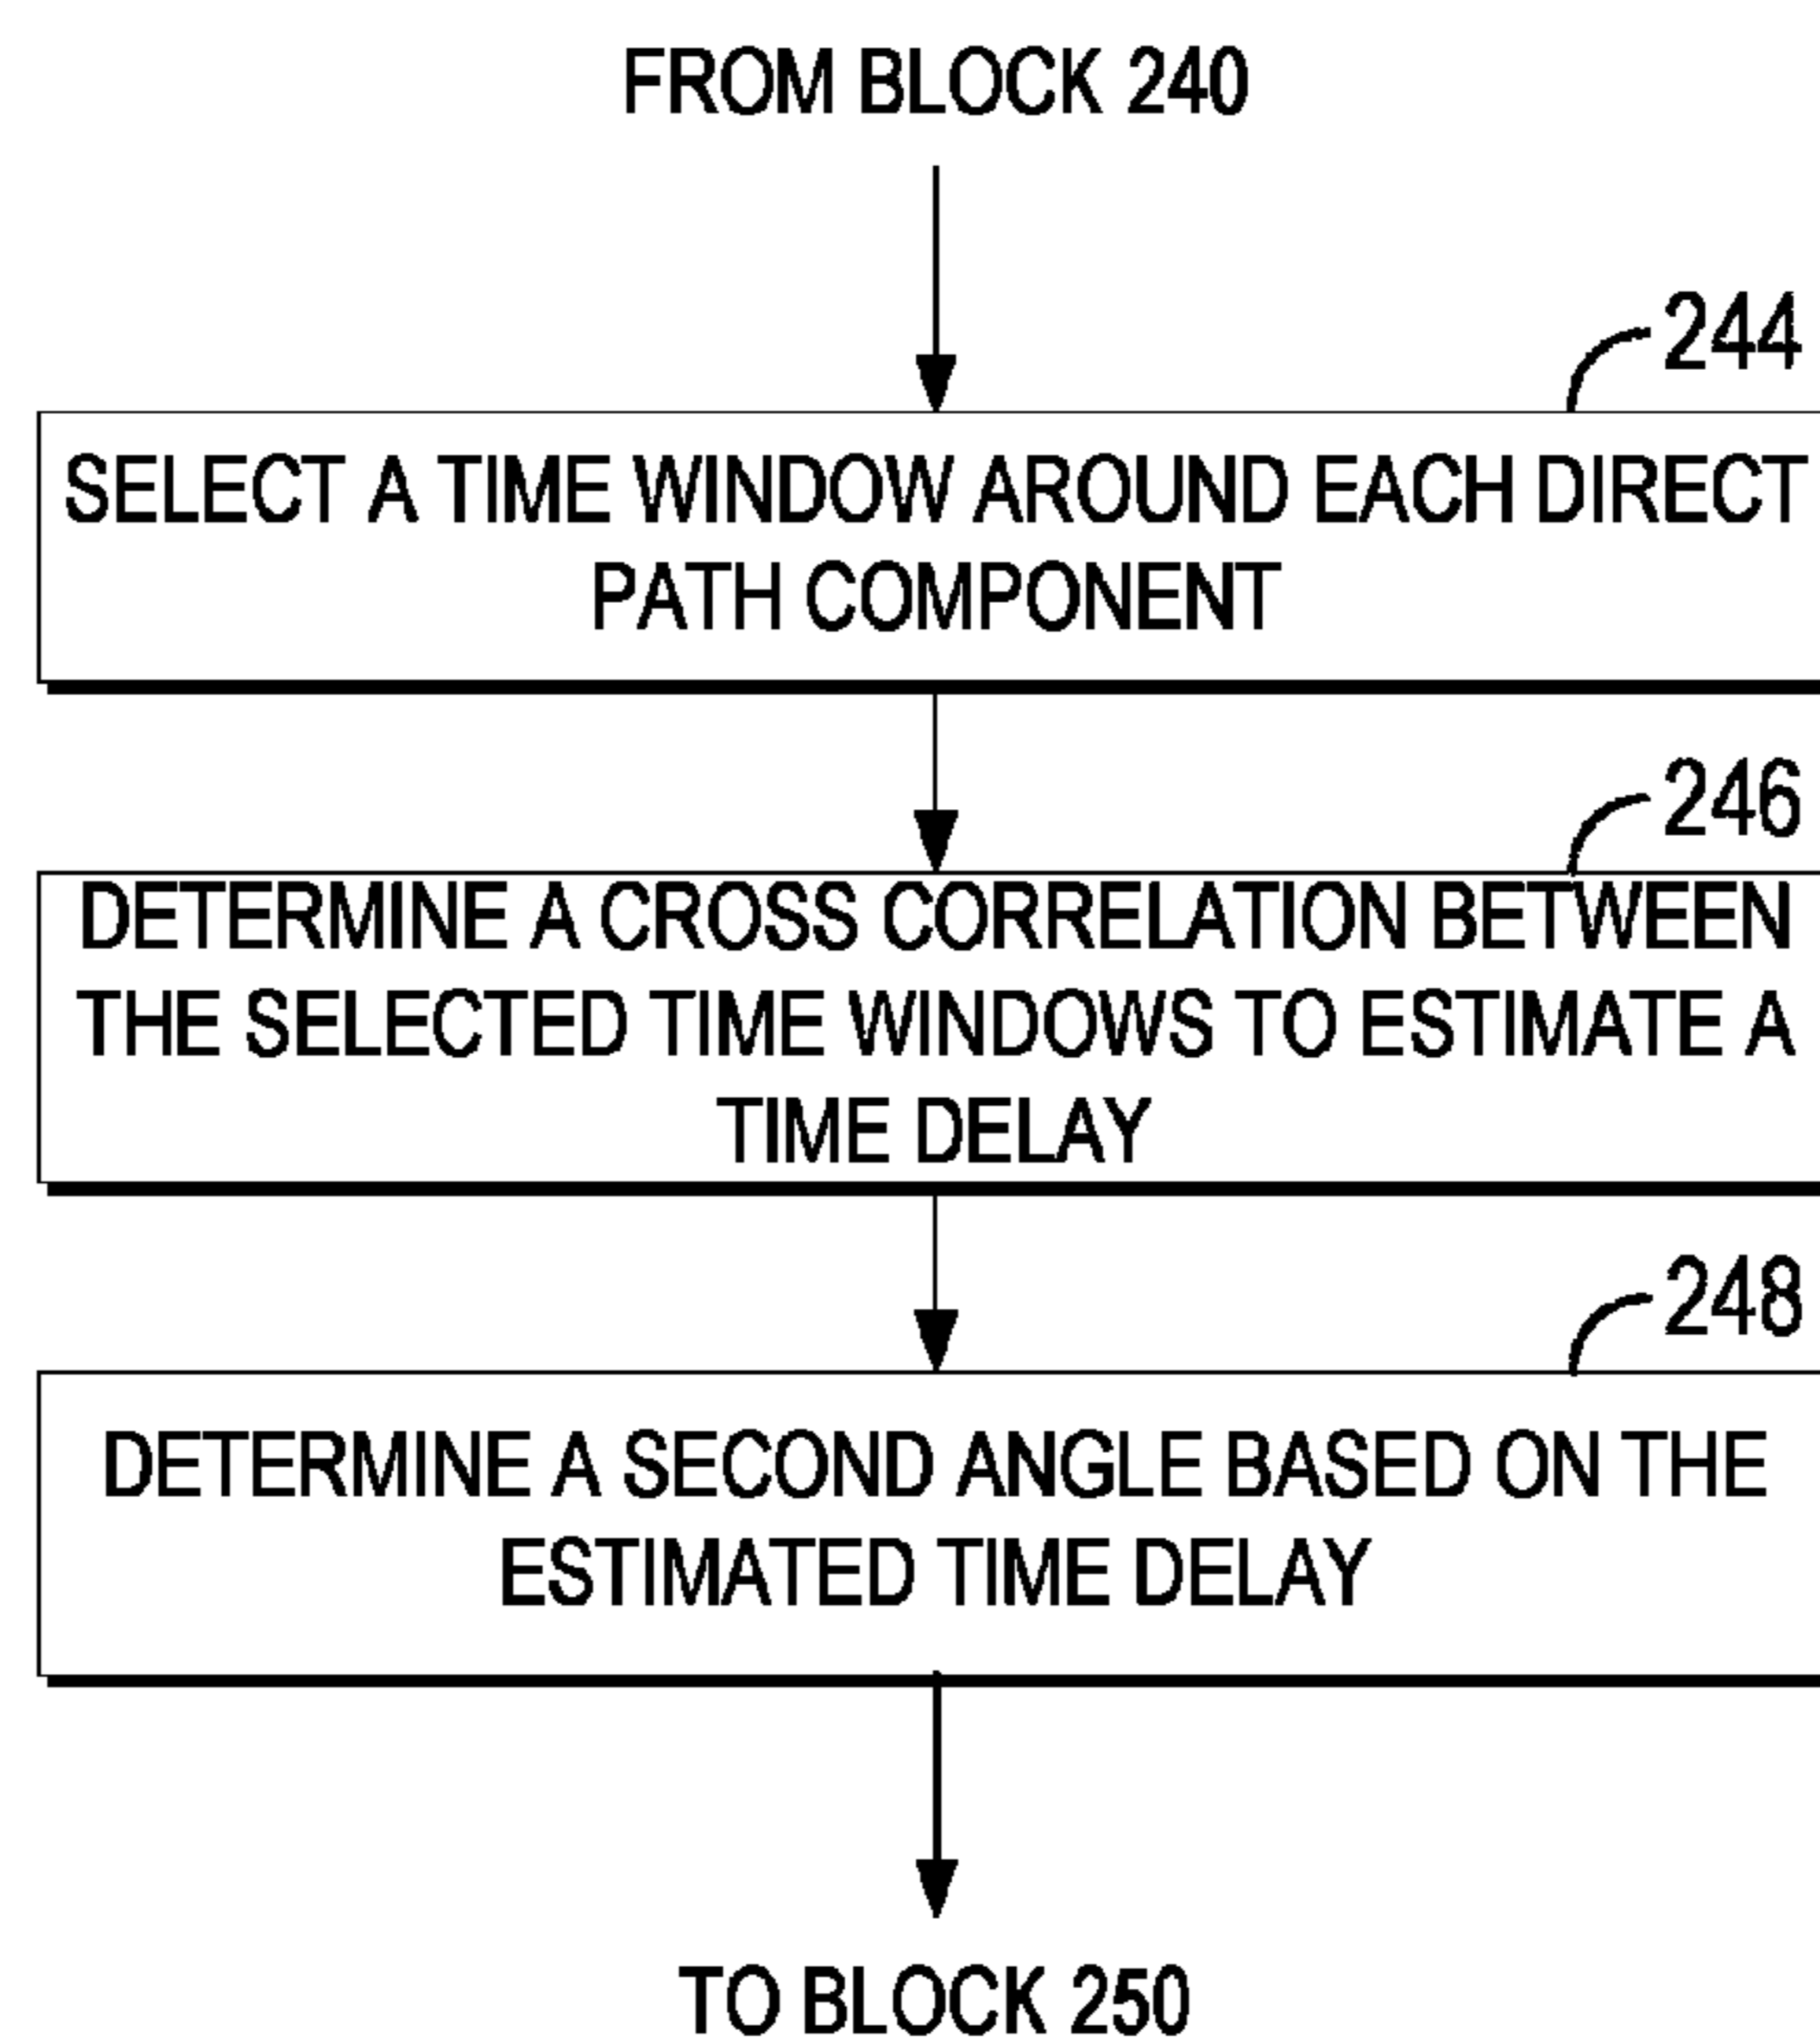 FROM BLOCK 240
244
SELECT A TIME WINDOW AROUND EACH DIRECT
PATH COMPONENT
246
DETERMINE A CROSS CORRELATION BETWEEN
THE SELECTED TIME WINDOWS TO ESTIMATE A
TIME DELAY
248
DETERMINE A SECOND ANGLE BASED ON THE
ESTIMATED TIME DELAY
TO BLOCK 250